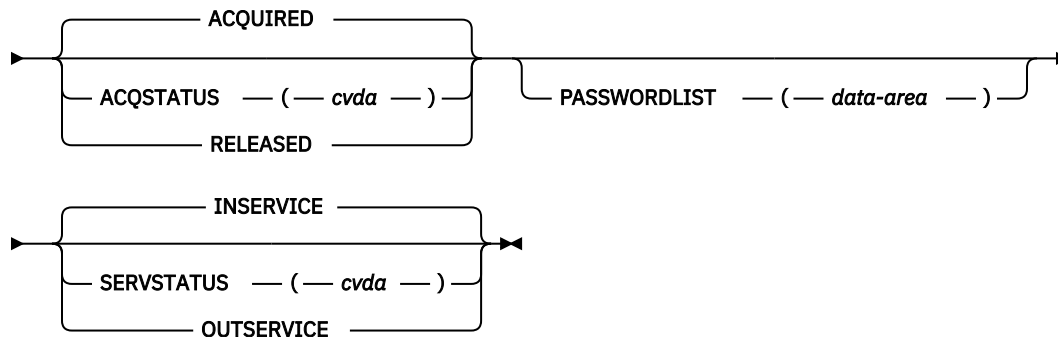 ACQUIRED
ACQSTATUS ( cvda )
RELEASED
PASSWORDLIST ( data-area )
INSERVICE
SERVSTATUS ( cvda )
OUTSERVICE